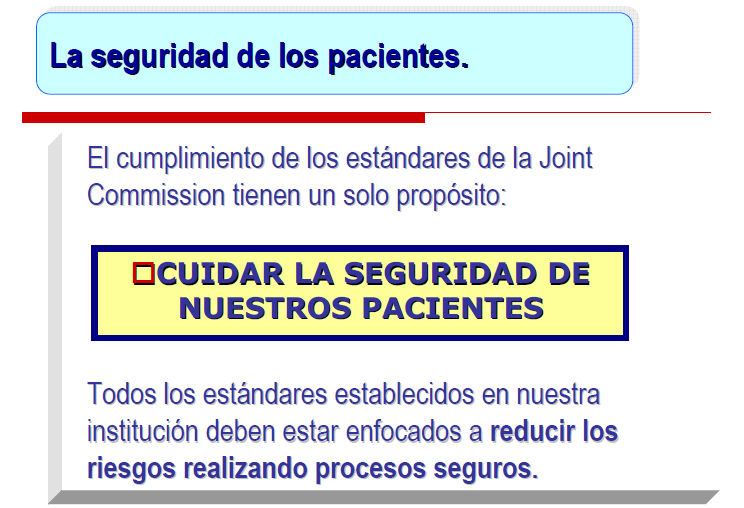 La seguridad de los pacientes.
El cumplimiento de los estándares de la Joint
Commission tienen un solo propósito:
CUIDAR LA SEGURIDAD DE
NUESTROS PACIENTES
Todos los estándares establecidos en nuestra
institución deben estar enfocados a reducir los
riesgos realizando procesos seguros.